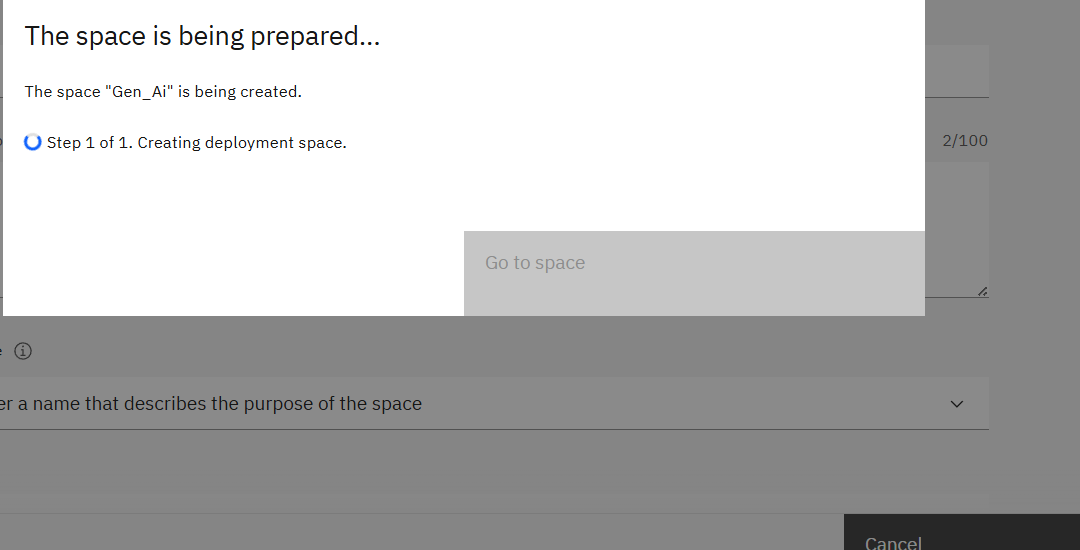 The space is being prepared...
The space "Gen_Ai" is being created.
Step 1 of 1. Creating deployment space.
2/100
Go to space
a name that describes the purpose of the space
Cancel